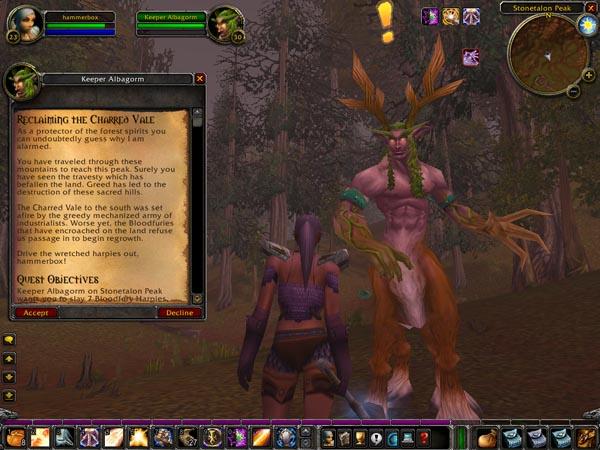 hammerbox
23
Keeper Albagorm
30
Stonetalon Peak
N
Keeper Albagorm
Reclaiming the Charred Vale
As a protector of the forest spirits you
can undoubtedly guess why I am
alarmed.
You have traveled through these
mountains to reach this peak. Surely you
have seen the travesty which has
befallen the land. Greed has led to the
destruction of these sacred hills.
The Charred Vale to the south was set
afire by the greedy mechanized army of
industrialists. Worse yet, the Bloodfuries
that have encroached on the land refuse
us passage in to begin regrowth.
Drive the wretched harpies out,
hammerbox!
Quest Objectives
Keeper Albagorm on Stonetalon Peak
wants you to slay 7 Bloodfury Harpies,
Accept
Decline